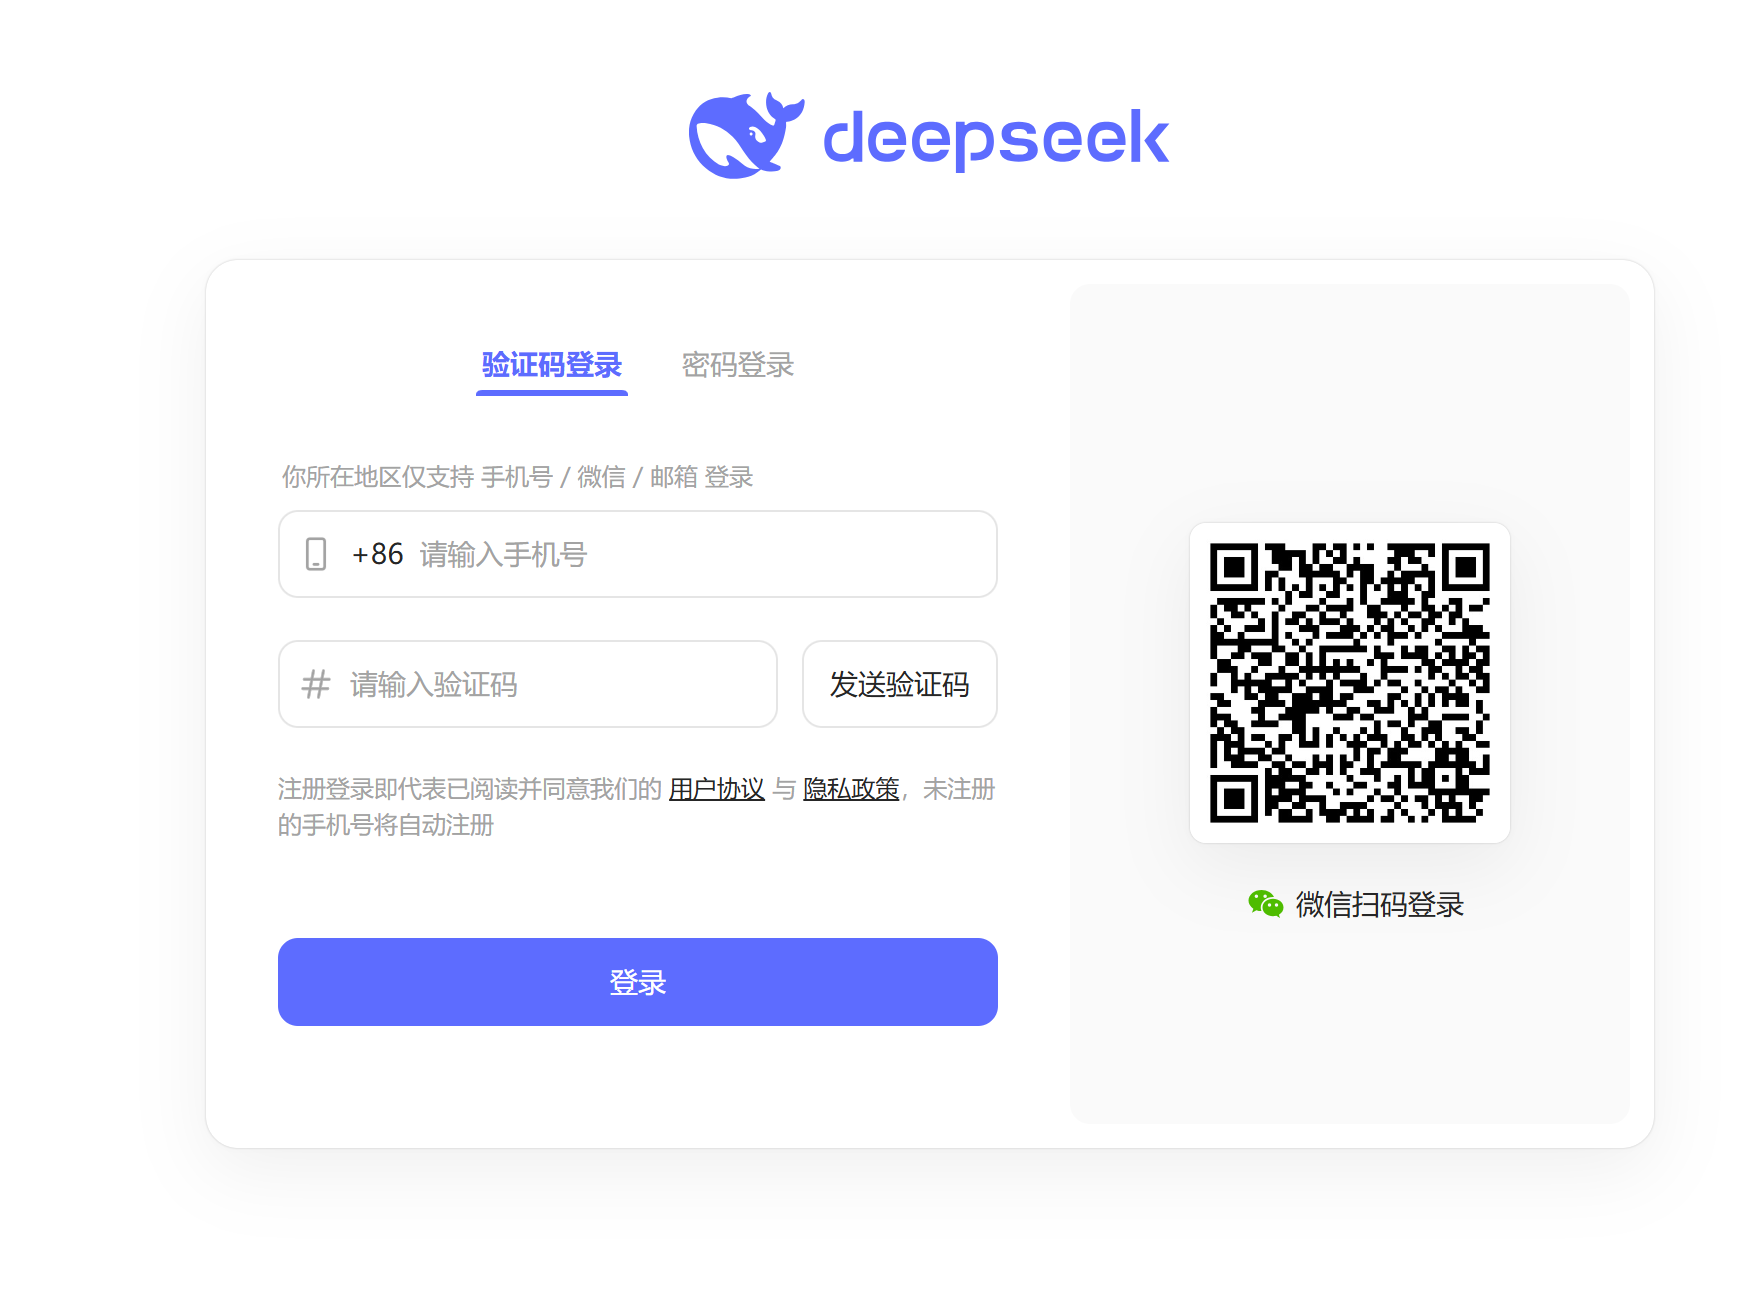 deepseek
验证码登录 密码登录
你所在地区仅支持 手机号 / 微信 / 邮箱 登录
+86 请输入手机号
请输入验证码 发送验证码
注册登录即代表已阅读并同意我们的 用户协议 与 隐私政策，未注册
的手机号将自动注册
登录
微信扫码登录